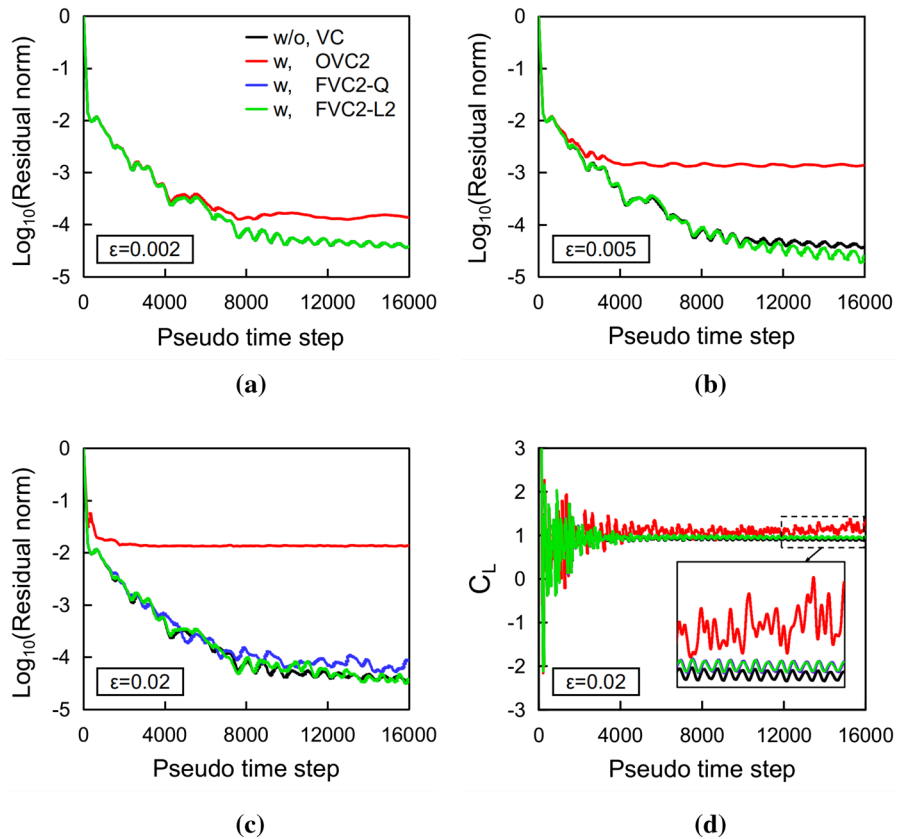 0
-1
-2
-3
-4
-5
Log10(Residual norm)
w/o, VC
w, OVC2
w, FVC2-Q
w, FVC2-L2
ε=0.002
0 4000 8000 12000 16000
Pseudo time step
(a)
0
-1
-2
-3
-4
-5
Log10(Residual norm)
ε=0.005
0 4000 8000 12000 16000
Pseudo time step
(b)
0
-1
-2
-3
-4
-5
Log10(Residual norm)
ε=0.02
0 4000 8000 12000 16000
Pseudo time step
(c)
3
2
1
0
-1
-2
-3
CL
ε=0.02
0 4000 8000 12000 16000
Pseudo time step
(d)